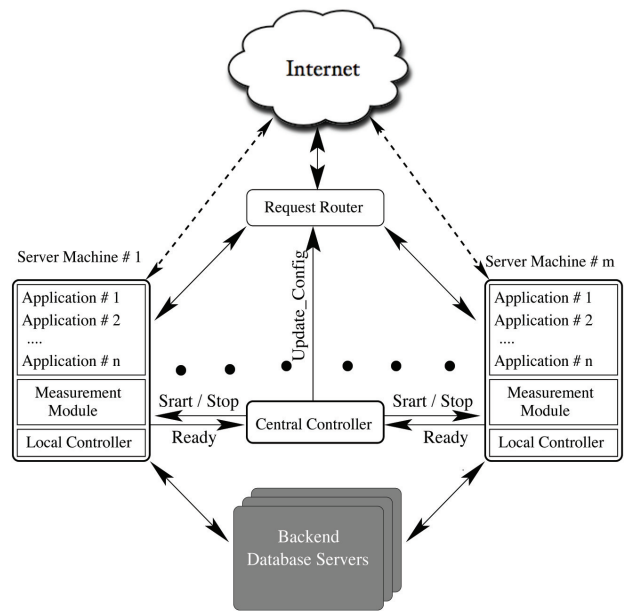 Internet
Request Router
Server Machine # 1
Server Machine # m
Application # 1
Application # 2
....
Application # n
Measurement
Module
Local Controller
Update_Config
Application # 1
Application # 2
....
Application # n
Measurement
Module
Local Controller
Srart / Stop
Ready
Central Controller
Srart / Stop
Ready
Backend
Database Servers